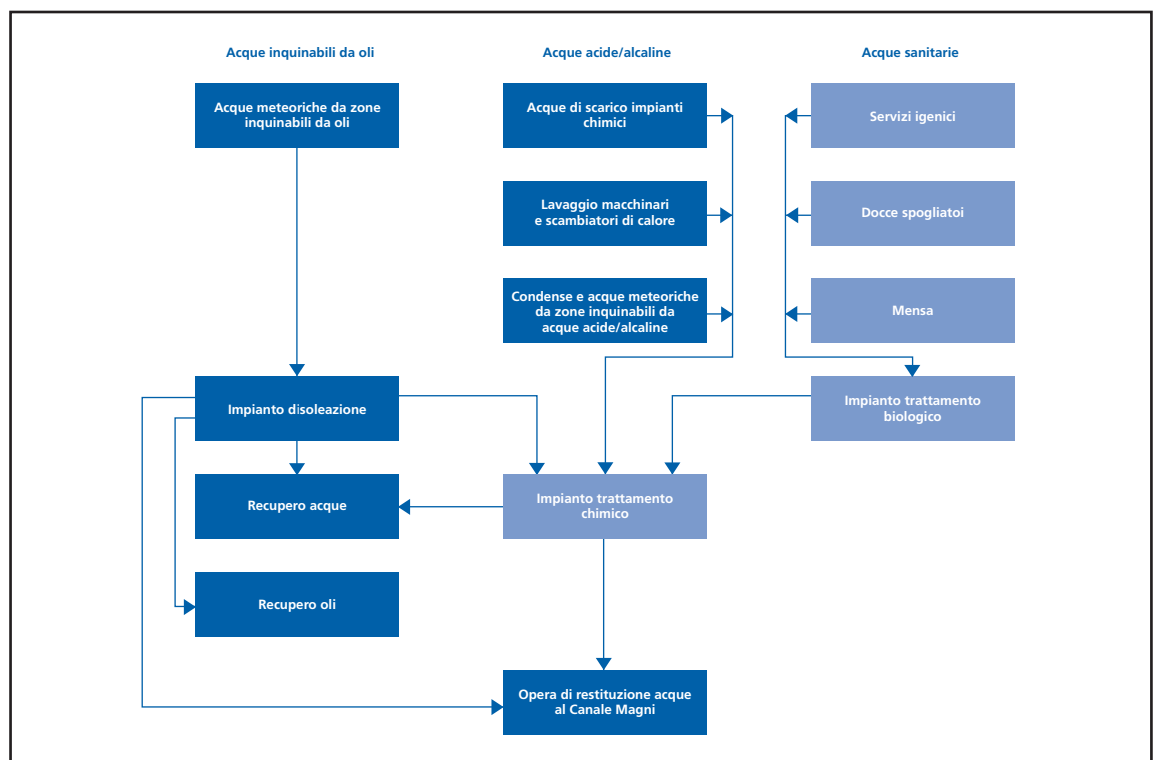 Acque inquinabili da oli
Acque acide/alcaline
Acque sanitarie
Acque meteoriche da zone
inquinabili da oli
Acque di scarico impianti
chimici
Servizi igenici
Lavaggio macchinari
e scambiatori di calore
Docce spogliatoi
Condense e acque meteoriche
da zone inquinabili da
acque acide/alcaline
Mensa
Impianto disoleazione
Impianto trattamento
biologico
Recupero acque
Impianto trattamento
chimico
Recupero oli
Opera di restituzione acque
al Canale Magni